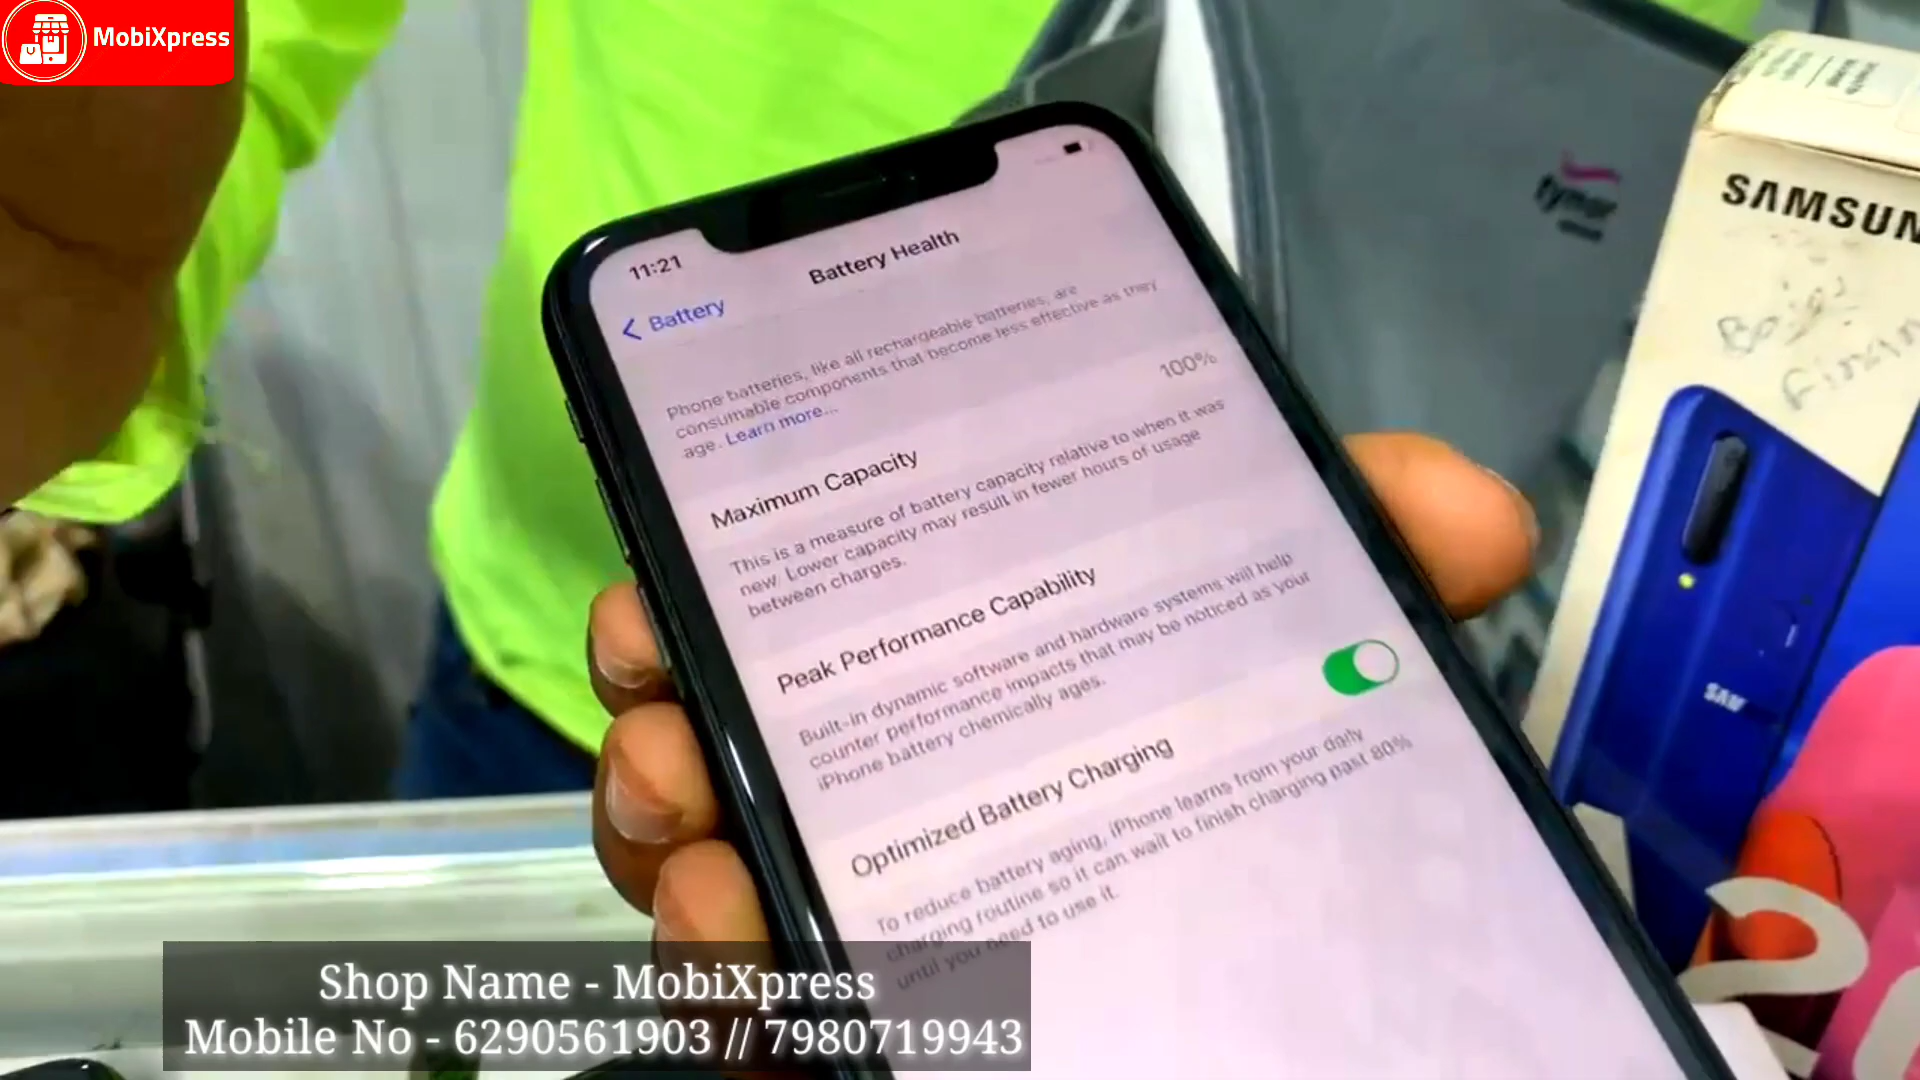 MobiXpress
11:21
Battery
Battery Health
Phone batteries, like all rechargeable batteries, are
consumable components that become less effective as they
age. Learn more...
Maximum Capacity
100%
This is a measure of battery capacity relative to when it was
new. Lower capacity may result in fewer hours of usage
between charges.
Peak Performance Capability
Built-in dynamic software and hardware systems will help
counter performance impacts that may be noticed as your
iPhone battery chemically ages.
Optimized Battery Charging
To reduce battery aging, iPhone learns from your daily
charging routine so it can wait to finish charging past 80%
until you need to use it.
SAMSUN
SAM
Shop Name - MobiXpress
Mobile No - 6290561903 // 7980719943